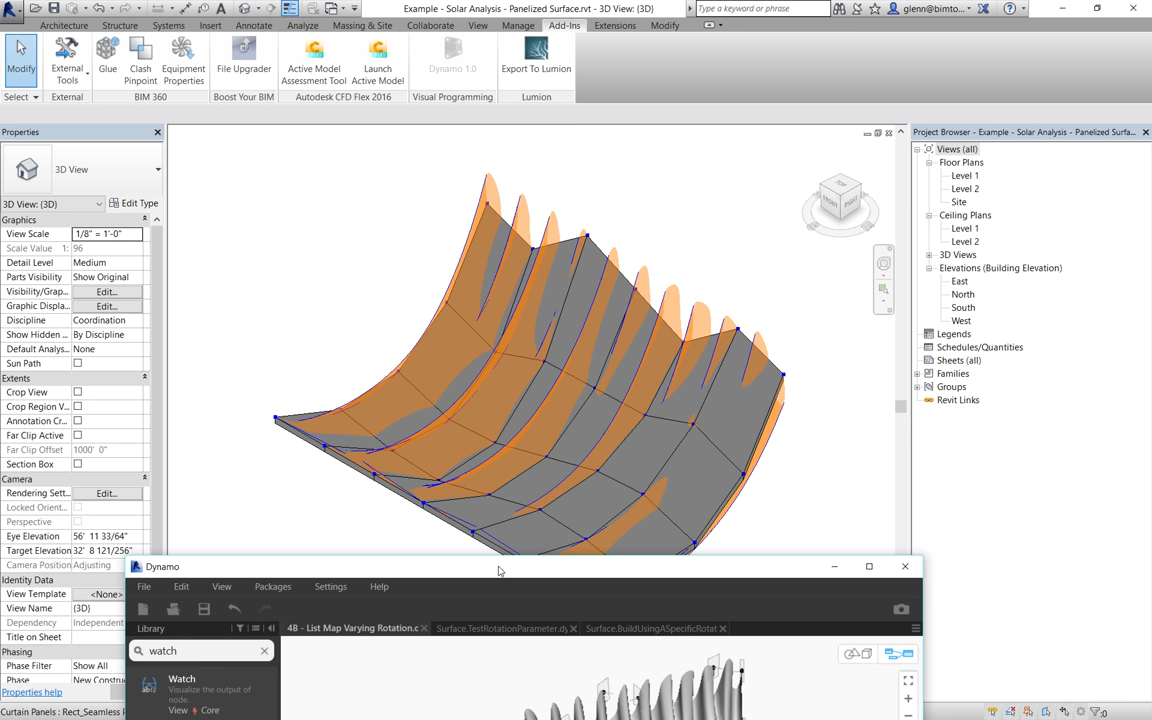 Example - Solar Analysis - Panelized Surface.rvt - 3D View: {3D}
Type a keyword or phrase
glenn@bimto...
Architecture Structure Systems Insert Annotate Analyze Massing & Site Collaborate View Manage Add-Ins Extensions Modify
Modify
External Tools
Glue
Clash Pinpoint
Equipment Properties
File Upgrader
Active Model Assessment Tool
Launch Active Model
Dynamo 1.0
Export To Lumion
Select
External
BIM 360
Boost Your BIM
Autodesk CFD Flex 2016
Visual Programming
Lumion
Properties
3D View
3D View: {3D}
Edit Type
Graphics
View Scale 1/8" = 1'-0"
Scale Value 1: 96
Detail Level Medium
Parts Visibility Show Original
Visibility/Grap... Edit...
Graphic Displa... Edit...
Discipline Coordination
Show Hidden ... By Discipline
Default Analys... None
Sun Path
Extents
Crop View
Crop Region V...
Annotation Cr...
Far Clip Active
Far Clip Offset 1000' 0"
Section Box
Camera
Rendering Sett... Edit...
Locked Orient...
Perspective
Eye Elevation 56' 11 33/64"
Target Elevation 32' 8 121/256"
Camera Position Adjusting
Identity Data
View Template <None>
View Name {3D}
Dependency Independent
Title on Sheet
Phasing
Phase Filter Show All
Phase New Constru
Properties help
Curtain Panels : Rect_Seamless P
TOP
FRONT
RIGHT
Project Browser - Example - Solar Analysis - Panelized Surfa...
Views (all)
Floor Plans
Level 1
Level 2
Site
Ceiling Plans
Level 1
Level 2
3D Views
Elevations (Building Elevation)
East
North
South
West
Legends
Schedules/Quantities
Sheets (all)
Families
Groups
Revit Links
Dynamo
File Edit View Packages Settings Help
Library
4B - List Map Varying Rotation.c
Surface.TestRotationParameter.dy
Surface.BuildUsingASpecificRotat
watch
Watch
Visualize the output of
node.
View Core
:0